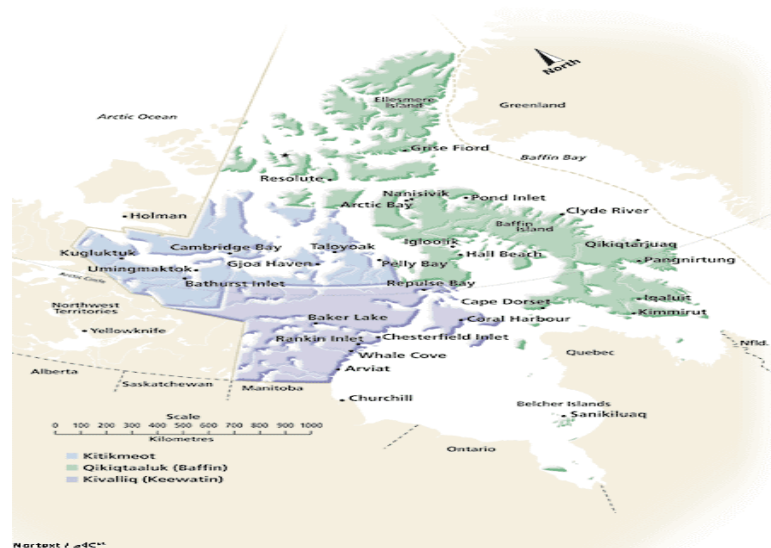 North
Ellesmere
Island
Greenland
Arctic Ocean
Grise Fiord
Baffin Bay
Resolute
Nanisivik
Pond Inlet
Arctic Bay
Clyde River
Holman
Baffin
Island
Igloolik
Qikiqtarjuaq
Cambridge Bay
Taloyoak
Hall Beach
Kugluktuk
Pangnirtung
Gjoa Haven
Pelly Bay
Umingmaktok
Arctic Circle
Bathurst Inlet
Repulse Bay
Iqaluit
Cape Dorset
Northwest
Territories
Kimmirut
Baker Lake
Coral Harbour
Yellowknife
Rankin Inlet
Chesterfield Inlet
Nfld.
Whale Cove
Quebec
Alberta
Arviat
Saskatchewan
Manitoba
Churchill
Belcher Islands
Sanikiluaq
Scale
0 100 200 300 400 500 600 700 800 900 1000
Kilometres
Ontario
Kitikmeot
Qikiqtaaluk (Baffin)
Kivalliq (Keewatin)
Nortext /